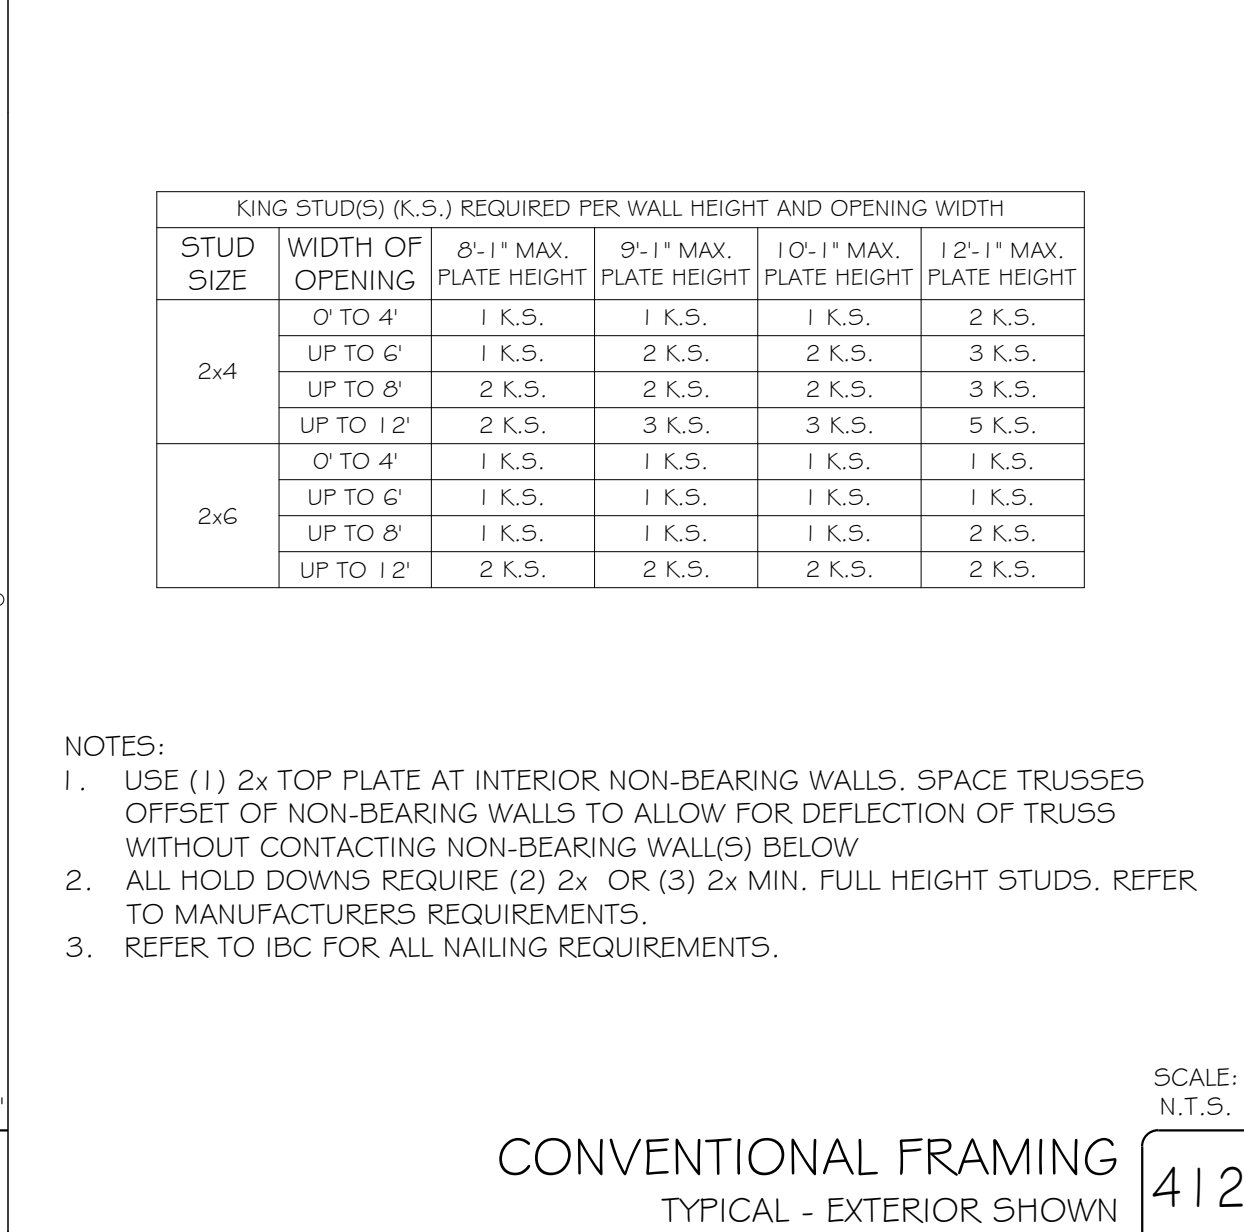 KING STUD(S) (K.S.) REQUIRED PER WALL HEIGHT AND OPENING WIDTH
STUD SIZE WIDTH OF OPENING 8'-1" MAX. PLATE HEIGHT 9'-1" MAX. PLATE HEIGHT 10'-1" MAX. PLATE HEIGHT 12'-1" MAX. PLATE HEIGHT
2x4
0' TO 4' 1 K.S. 1 K.S. 1 K.S. 2 K.S.
UP TO 6' 1 K.S. 2 K.S. 2 K.S. 3 K.S.
UP TO 8' 2 K.S. 2 K.S. 2 K.S. 3 K.S.
UP TO 12' 2 K.S. 3 K.S. 3 K.S. 5 K.S.
2x6
0' TO 4' 1 K.S. 1 K.S. 1 K.S. 1 K.S.
UP TO 6' 1 K.S. 1 K.S. 1 K.S. 1 K.S.
UP TO 8' 1 K.S. 1 K.S. 1 K.S. 2 K.S.
UP TO 12' 2 K.S. 2 K.S. 2 K.S. 2 K.S.
NOTES:
1. USE (1) 2x TOP PLATE AT INTERIOR NON-BEARING WALLS. SPACE TRUSSES
OFFSET OF NON-BEARING WALLS TO ALLOW FOR DEFLECTION OF TRUSS
WITHOUT CONTACTING NON-BEARING WALL(S) BELOW
2. ALL HOLD DOWNS REQUIRE (2) 2x OR (3) 2x MIN. FULL HEIGHT STUDS. REFER
TO MANUFACTURERS REQUIREMENTS.
3. REFER TO IBC FOR ALL NAILING REQUIREMENTS.
SCALE:
N.T.S.
CONVENTIONAL FRAMING
TYPICAL - EXTERIOR SHOWN
412